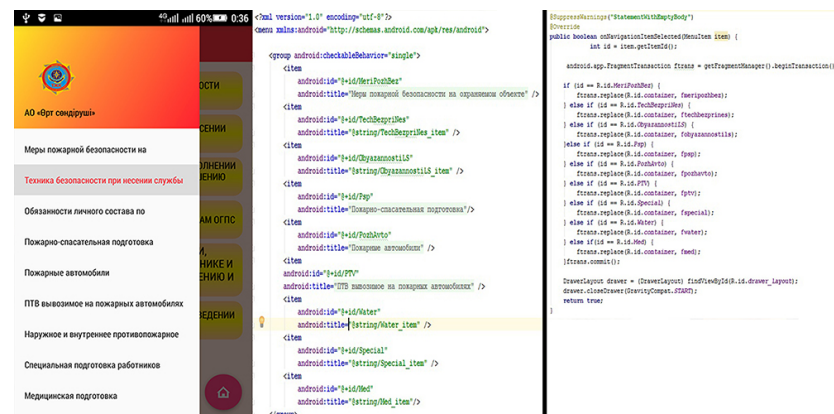 4G 60% 0:36
АО «Өрт сөндіруші»
Меры пожарной безопасности на
Техника безопасности при несении службы
Обязанности личного состава по
Пожарно-спасательная подготовка
Пожарные автомобили
ПТВ вывозимое на пожарных автомобилях
Наружное и внутреннее противопожарное
Специальная подготовка работников
Медицинская подготовка
ОСТИ
СЕНИИ
ОЛНЕНИИ
АМ ОГПС
И,
НИКЕ И
ЕНИЮ И
ВЕДЕНИИ
<?xml version="1.0" encoding="utf-8"?>
<menu xmlns:android="http://schemas.android.com/apk/res/android">
<group android:checkableBehavior="single">
<item
android:id="@+id/MeriPozhBez"
android:title="Меры пожарной безопасности на охраняемом объекте" />
<item
android:id="@+id/TechBezpriNes"
android:title="@string/TechBezpriNes_item" />
<item
android:id="@+id/ObyazannostiLS"
android:title="@string/ObyazannostiLS_item" />
<item
android:id="@+id/Psp"
android:title="Пожарно-спасательная подготовка"/>
<item
android:id="@+id/PozhAvto"
android:title="Пожарные автомобили" />
<item
android:id="@+id/PTV"
android:title="ПТВ вывозимое на пожарных автомобилях" />
<item
android:id="@+id/Water"
android:title="@string/Water_item" />
<item
android:id="@+id/Special"
android:title="@string/Special_item" />
<item
android:id="@+id/Med"
android:title="@string/Med_item"/>
</group>
@SuppressWarnings("StatementWithEmptyBody")
@Override
public boolean onNavigationItemSelected(MenuItem item) {
int id = item.getItemId();
android.app.FragmentTransaction ftrans = getFragmentManager().beginTransaction()
if (id == R.id.MeriPozhBez) {
ftrans.replace(R.id.container, fmeripozhbez);
} else if (id == R.id.TechBezpriNes) {
ftrans.replace(R.id.container, ftechbezprines);
} else if (id == R.id.ObyazannostiLS) {
ftrans.replace(R.id.container, fobyazannostils);
}else if (id == R.id.Psp) {
ftrans.replace(R.id.container, fpsp);
} else if (id == R.id.PozhAvto) {
ftrans.replace(R.id.container, fpozhavto);
} else if (id == R.id.PTV) {
ftrans.replace(R.id.container, fptv);
} else if (id == R.id.Special) {
ftrans.replace(R.id.container, fspecial);
} else if (id == R.id.Water) {
ftrans.replace(R.id.container, fwater);
} else if(id == R.id.Med) {
ftrans.replace(R.id.container, fmed);
}ftrans.commit();
DrawerLayout drawer = (DrawerLayout) findViewById(R.id.drawer_layout);
drawer.closeDrawer(GravityCompat.START);
return true;
}